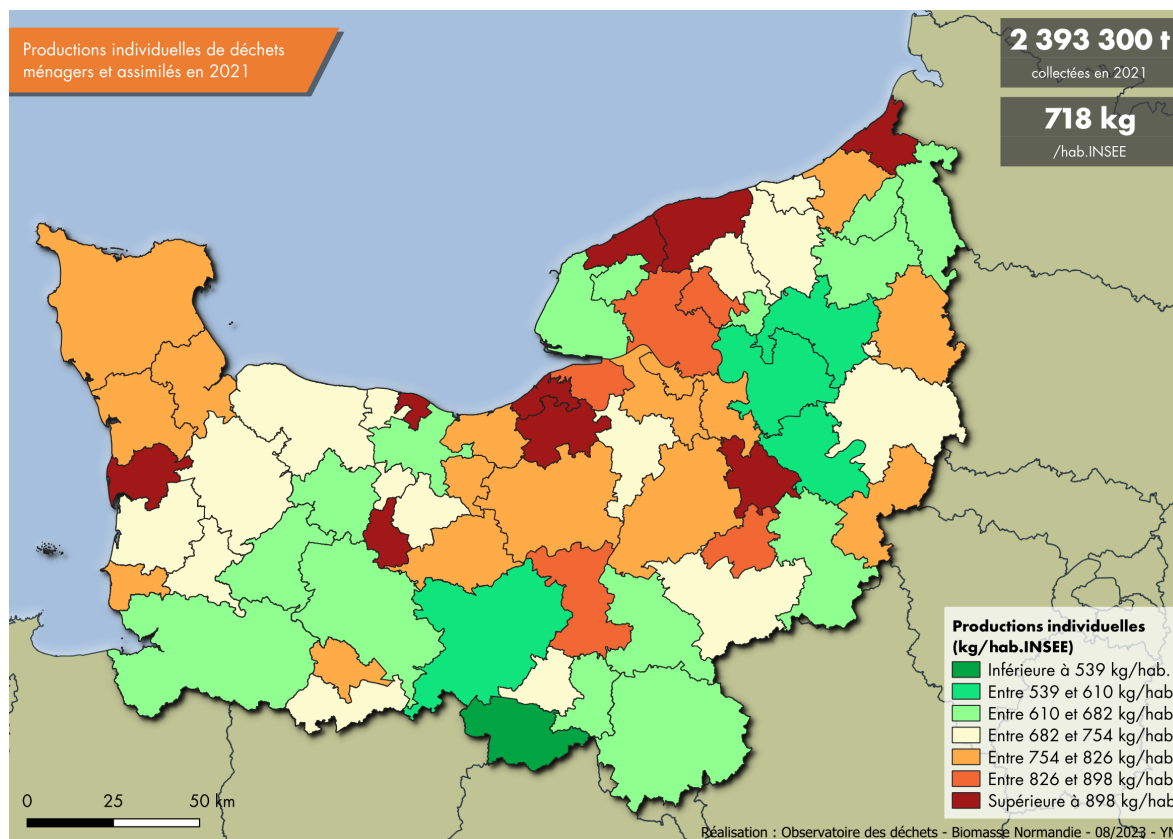 Productions individuelles de déchets
ménagers et assimilés en 2021
2 393 300 t
collectées en 2021
718 kg
/hab.INSEE
Productions individuelles
(kg/hab.INSEE)
Inférieure à 539 kg/hab.
Entre 539 et 610 kg/hab
Entre 610 et 682 kg/hab
Entre 682 et 754 kg/hab
Entre 754 et 826 kg/hab
Entre 826 et 898 kg/hab
Supérieure à 898 kg/hab
0 25 50 km
Réalisation : Observatoire des déchets - Biomasse Normandie - 08/2023 -